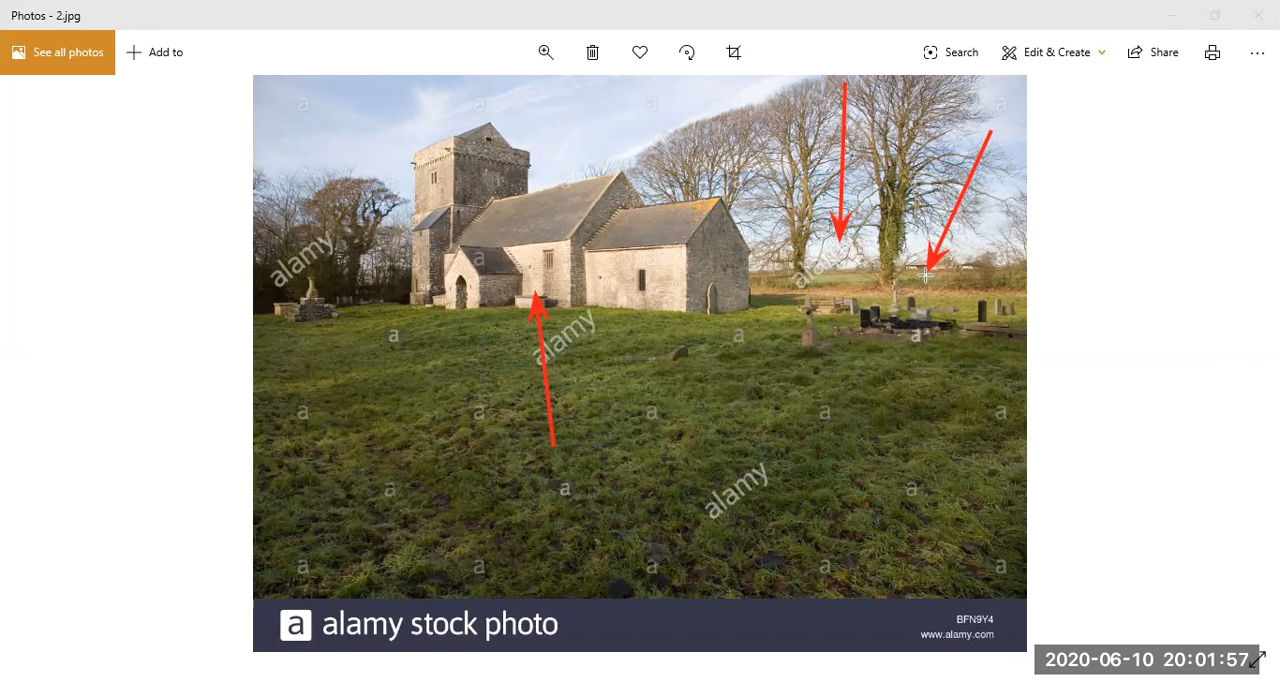 Photos - 2.jpg
See all photos
Add to
Search
Edit & Create
Share
a a a a
alamy
alamy
a
a
alamy
a a a
a a a a a
a a a
alamy
a a a
a alamy stock photo
BFN9Y4
www.alamy.com
2020-06-10 20:01:57